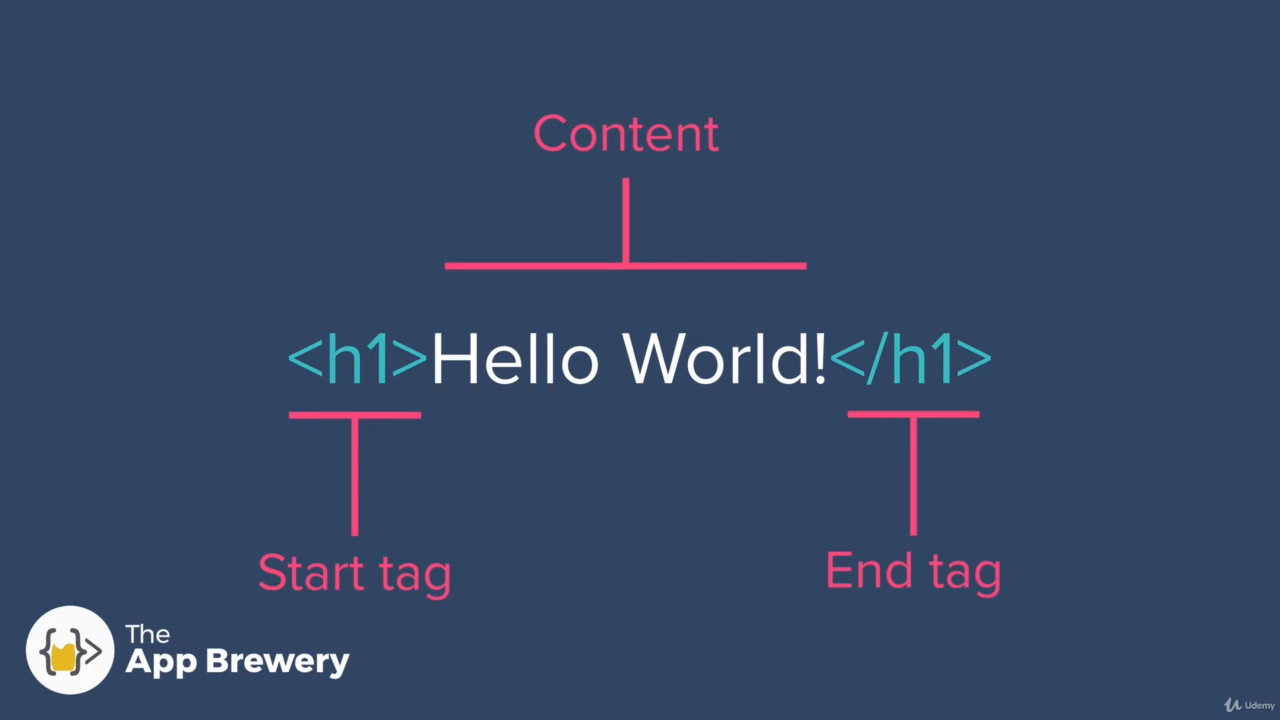 Content
<h1>Hello World!</h1>
Start tag
End tag
The
App Brewery
Udemy